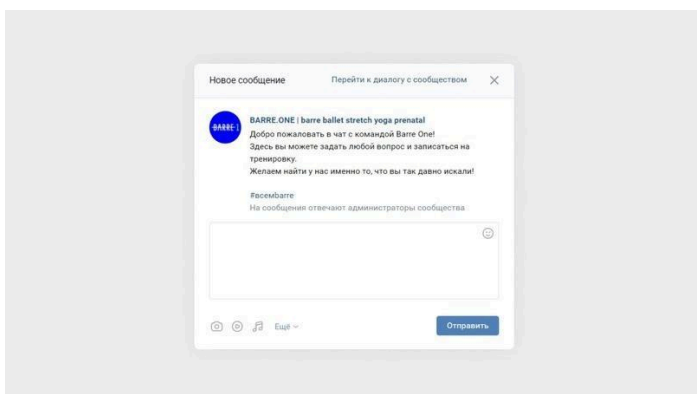 Новое сообщение
Перейти к диалогу с сообществом
BARRE-1
BARRE.ONE | barre ballet stretch yoga prenatal
Добро пожаловать в чат с командой Barre One!
Здесь вы можете задать любой вопрос и записаться на
тренировку.
Желаем найти у нас именно то, что вы так давно искали!
#всемbarre
На сообщения отвечают администраторы сообщества
Ещё
Отправить